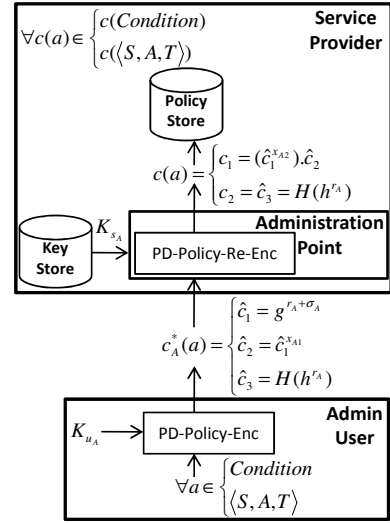 Service
Provider
∀c(a) ∈ { c(Condition)
c(⟨S, A, T⟩)
Policy
Store
c(a) = { c₁ = (ĉ₁^{x_{A2}}).ĉ₂
c₂ = ĉ₃ = H(h^{r_A})
K_{s_A}
Key
Store
Administration
Point
PD-Policy-Re-Enc
c*_A(a) = { ĉ₁ = g^{r_A+σ_A}
ĉ₂ = ĉ₁^{x_{A1}}
ĉ₃ = H(h^{r_A})
Admin
User
K_{u_A}
PD-Policy-Enc
∀a ∈ { Condition
⟨S, A, T⟩